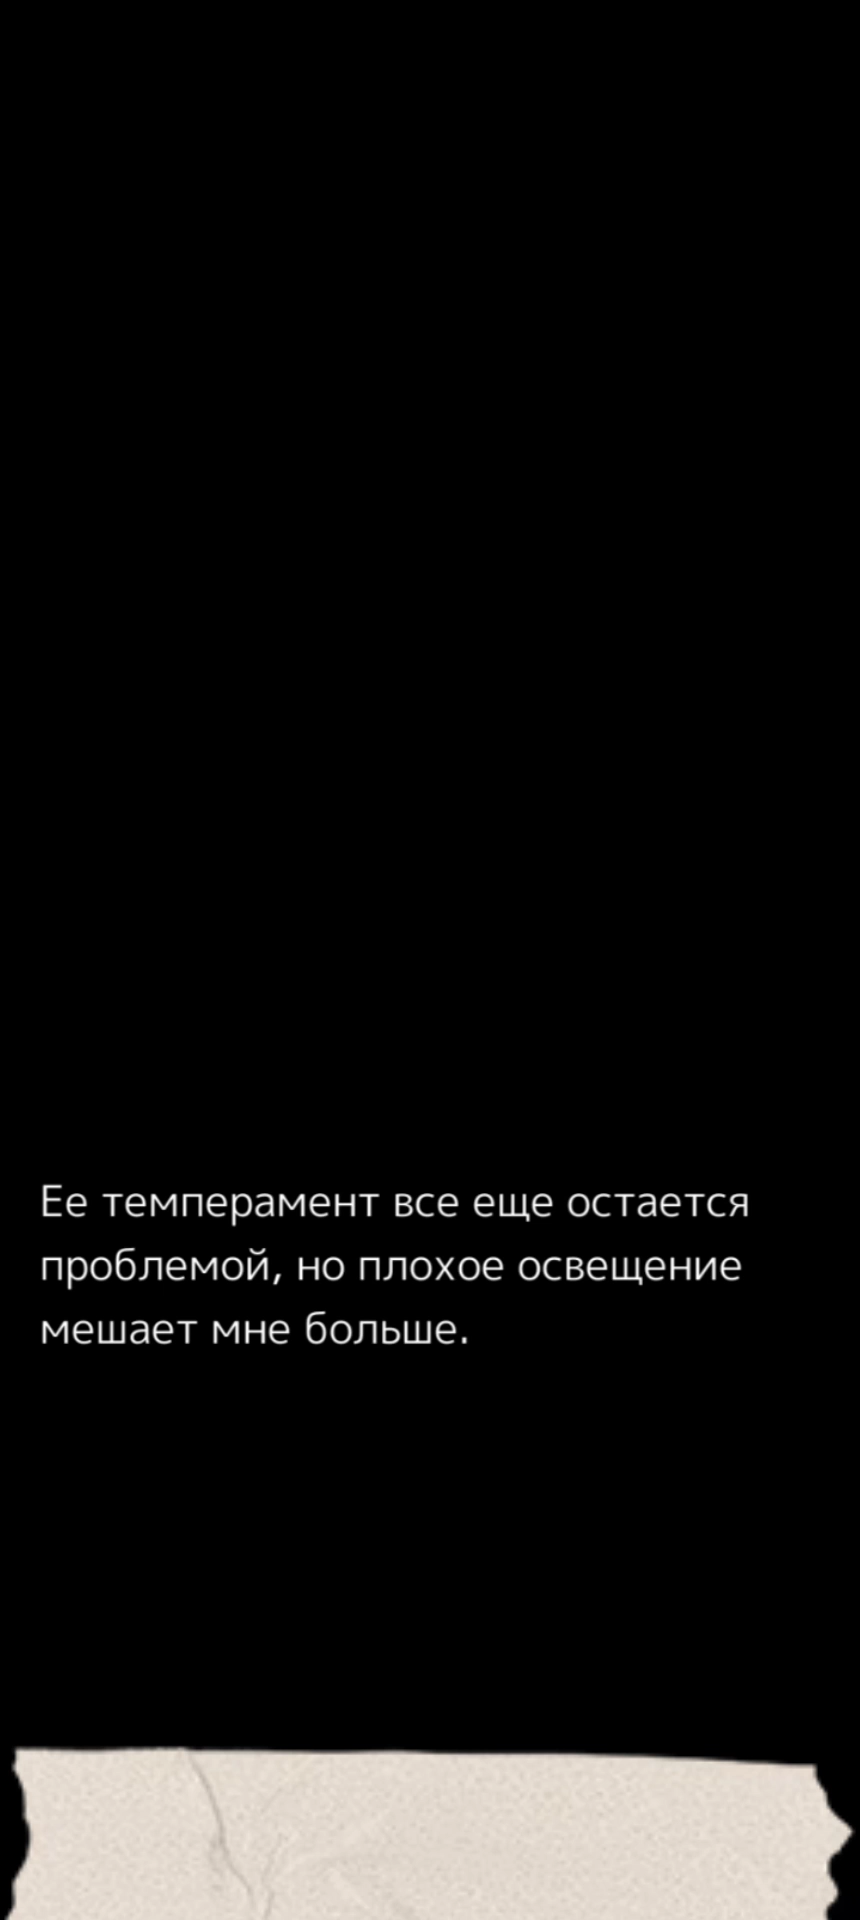 Ее темперамент все еще остается
проблемой, но плохое освещение
мешает мне больше.